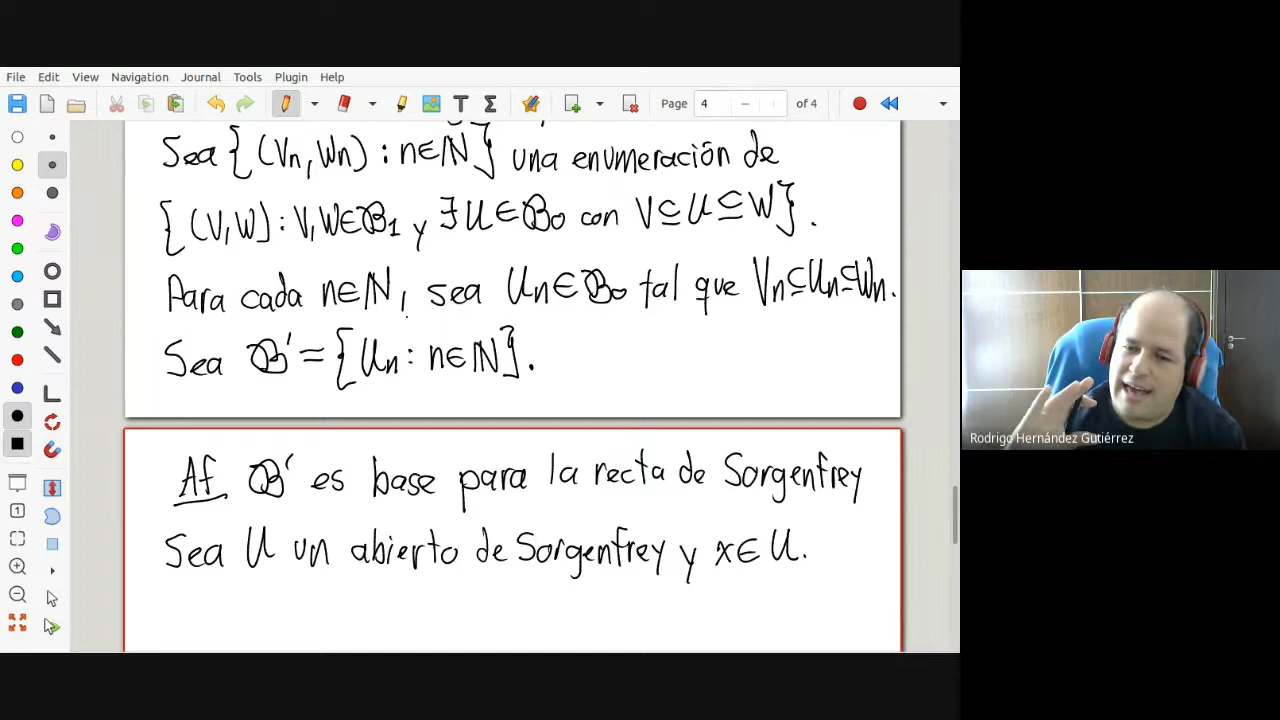 File Edit View Navigation Journal Tools Plugin Help
Page 4 of 4
Sea {(Vn, Wn) : n∈ℕ} una enumeración de
{(V,W) : V,W∈ℬ₁ y ∃U∈ℬ₀ con V⊆U⊆W}.
Para cada n∈ℕ, sea Un∈ℬ₀ tal que Vn⊆Un⊆Wn.
Sea ℬ' = {Un : n∈ℕ}.
Af. ℬ' es base para la recta de Sorgenfrey
Sea U un abierto de Sorgenfrey y x∈U.
Rodrigo Hernández Gutiérrez